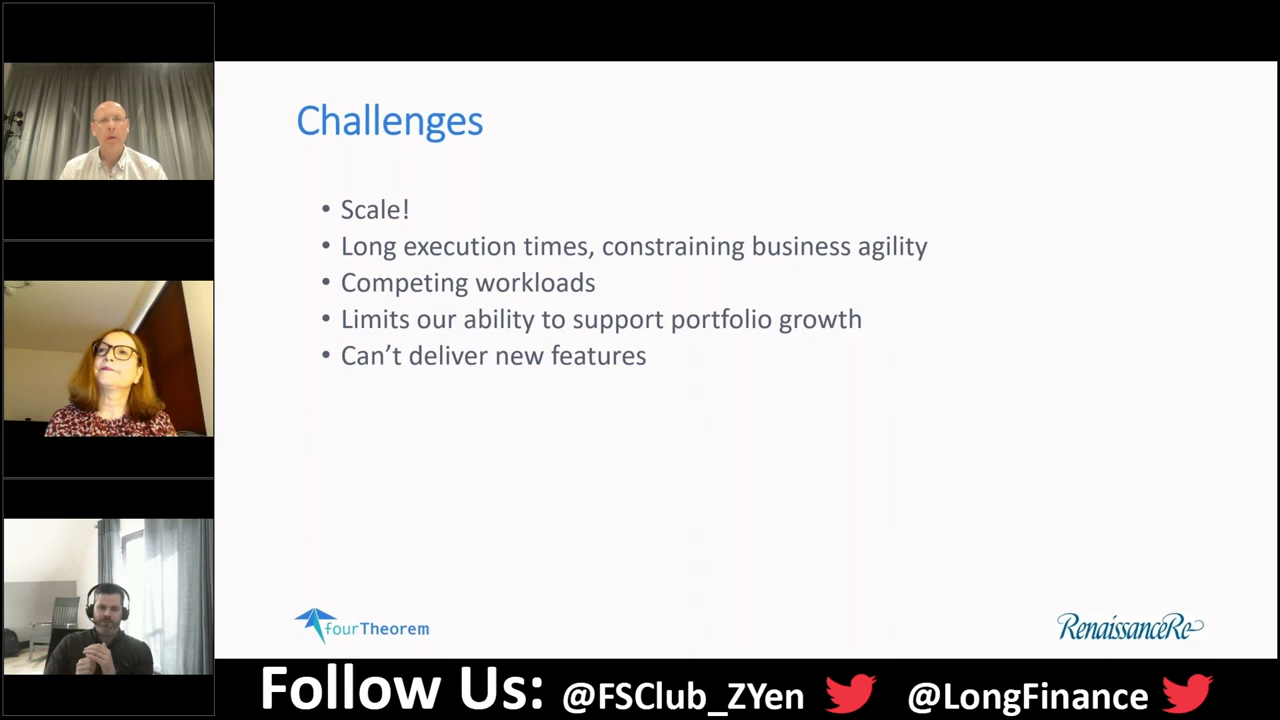 Challenges
• Scale!
• Long execution times, constraining business agility
• Competing workloads
• Limits our ability to support portfolio growth
• Can’t deliver new features
fourTheorem
RenaissanceRe
Follow Us: @FSClub_ZYen @LongFinance